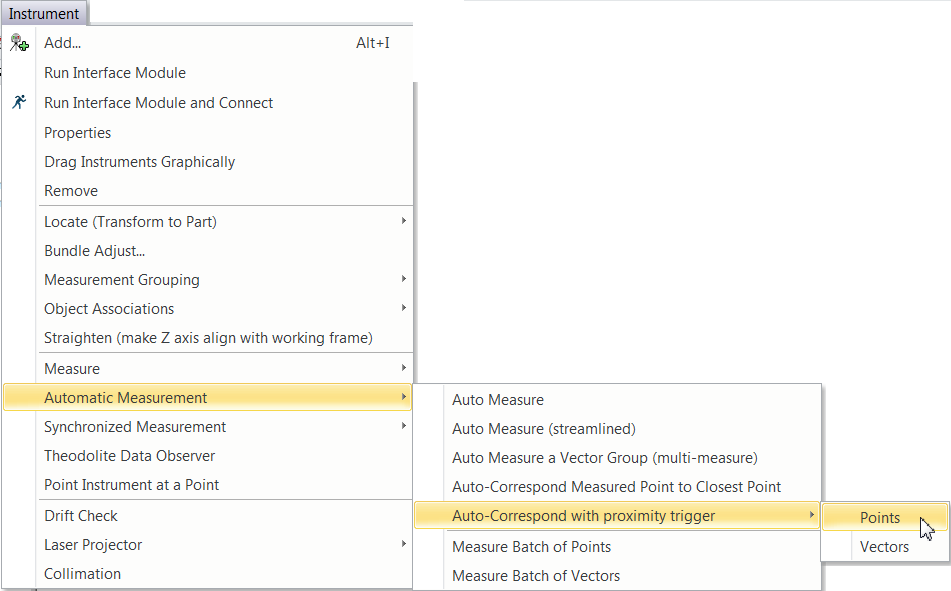 Instrument
Add... Alt+I
Run Interface Module
Run Interface Module and Connect
Properties
Drag Instruments Graphically
Remove
Locate (Transform to Part)
Bundle Adjust...
Measurement Grouping
Object Associations
Straighten (make Z axis align with working frame)
Measure
Automatic Measurement
Synchronized Measurement
Theodolite Data Observer
Point Instrument at a Point
Drift Check
Laser Projector
Collimation
Auto Measure
Auto Measure (streamlined)
Auto Measure a Vector Group (multi-measure)
Auto-Correspond Measured Point to Closest Point
Auto-Correspond with proximity trigger
Measure Batch of Points
Measure Batch of Vectors
Points
Vectors